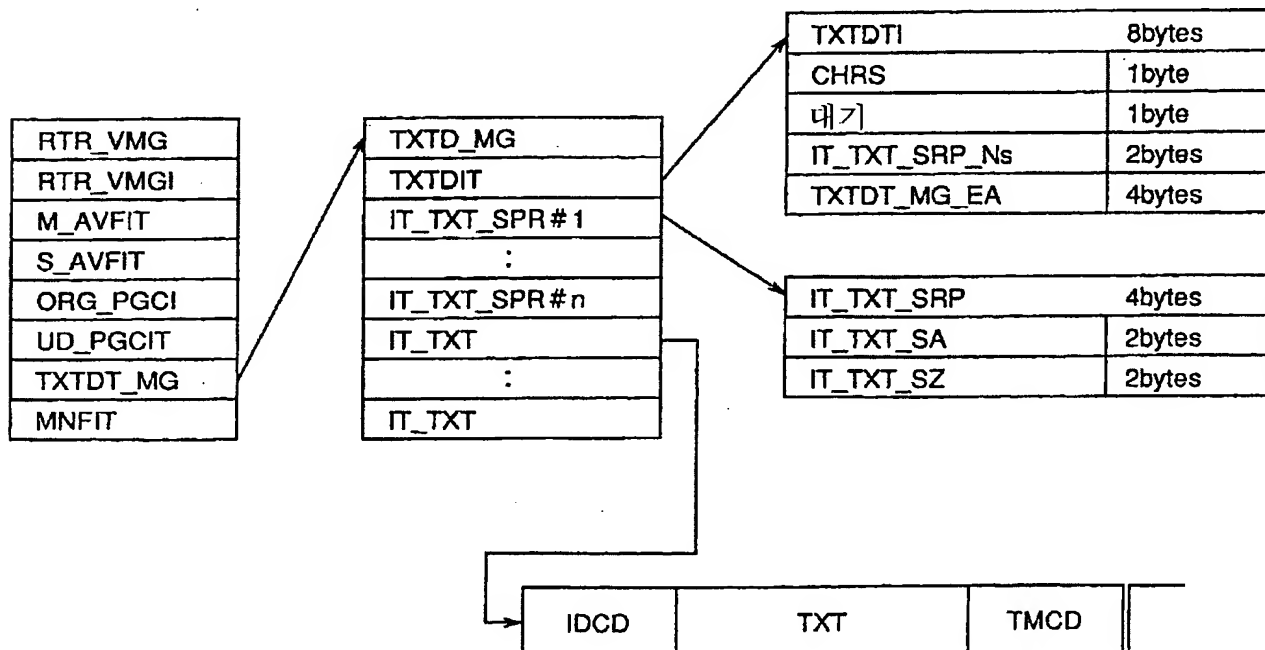 RTR_VMG
RTR_VMGI
M_AVFIT
S_AVFIT
ORG_PGCI
UD_PGCIT
TXTDT_MG
MNFIT
TXTD_MG
TXTDIT
IT_TXT_SPR#1
:
IT_TXT_SPR#n
IT_TXT
:
IT_TXT
TXTDTI 8bytes
CHRS 1byte
대기 1byte
IT_TXT_SRP_Ns 2bytes
TXTDT_MG_EA 4bytes
IT_TXT_SRP 4bytes
IT_TXT_SA 2bytes
IT_TXT_SZ 2bytes
IDCD TXT TMCD